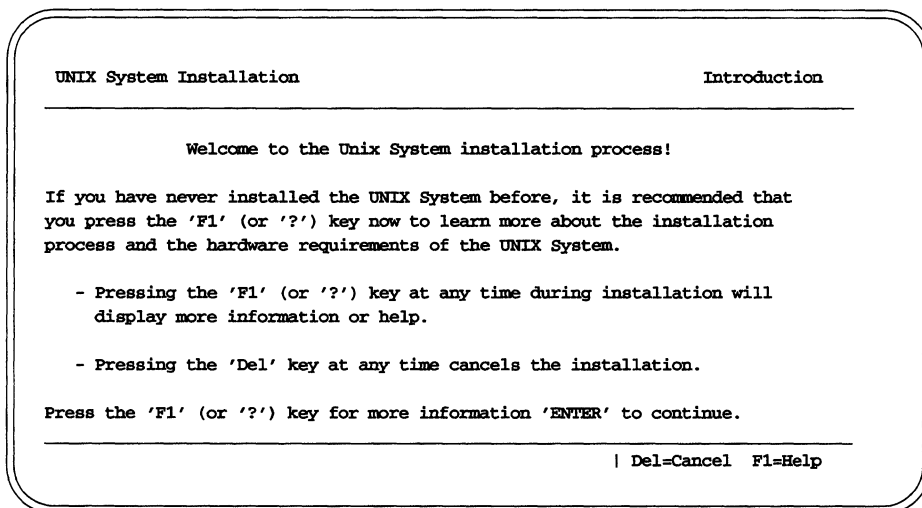 UNIX System Installation Introduction
Welcome to the Unix System installation process!
If you have never installed the UNIX System before, it is recommended that
you press the 'F1' (or '?') key now to learn more about the installation
process and the hardware requirements of the UNIX System.
- Pressing the 'F1' (or '?') key at any time during installation will
display more information or help.
- Pressing the 'Del' key at any time cancels the installation.
Press the 'F1' (or '?') key for more information 'ENTER' to continue.
| Del=Cancel F1=Help